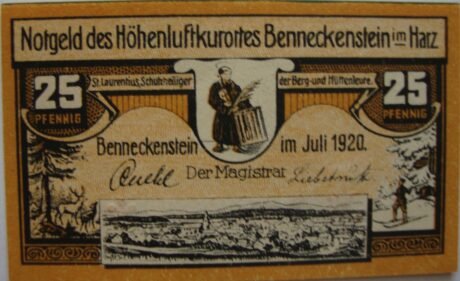 Notgeld des Höhenluftkurortes Benneckenstein im Harz
St. Laurentius, Schutzheiliger der Berg- und Hüttenleute.
25 PFENNIG 25 PFENNIG
Benneckenstein im Juli 1920.
Der Magistrat